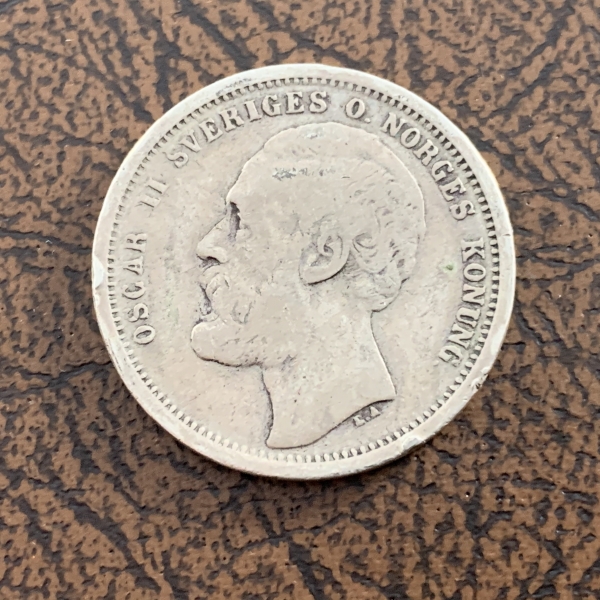 OSCAR II SVERIGES O. NORGES KONUNG
L.A.